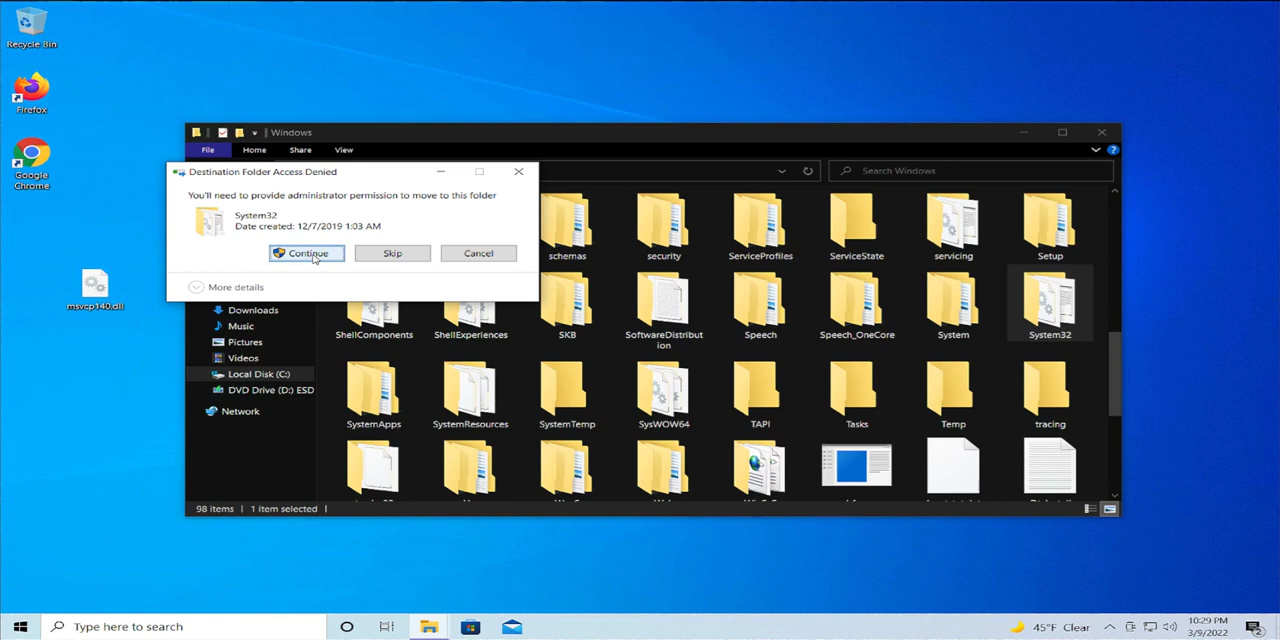 Recycle Bin
Firefox
Google
Chrome
msvcp140.dll
Windows
File Home Share View
Search Windows
Destination Folder Access Denied
You'll need to provide administrator permission to move to this folder
System32
Date created: 12/7/2019 1:03 AM
Continue Skip Cancel
More details
schemas security ServiceProfiles ServiceState servicing Setup
ShellComponents ShellExperiences SKB SoftwareDistribut
ion Speech Speech_OneCore System System32
SystemApps SystemResources SystemTemp SysWOW64 TAPI Tasks Temp tracing
Downloads
Music
Pictures
Videos
Local Disk (C:)
DVD Drive (D:) ESD
Network
98 items 1 item selected
Type here to search
45°F Clear
10:29 PM
3/9/2022
2